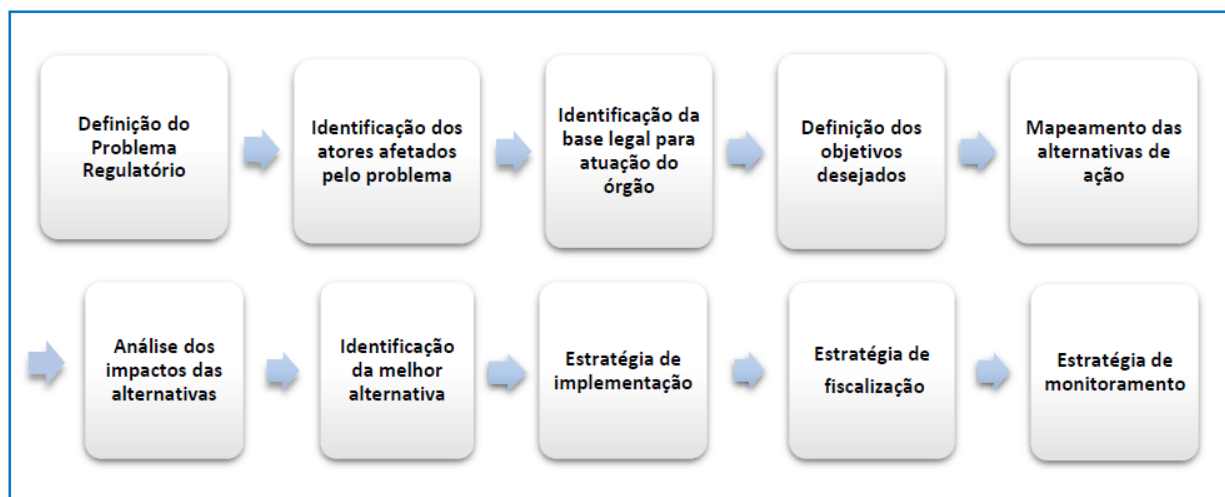 Definição do
Problema
Regulatório
Identificação dos
atores afetados
pelo problema
Identificação da
base legal para
atuação do
órgão
Definição dos
objetivos
desejados
Mapeamento das
alternativas de
ação
Análise dos
impactos das
alternativas
Identificação
da melhor
alternativa
Estratégia de
implementação
Estratégia de
fiscalização
Estratégia de
monitoramento